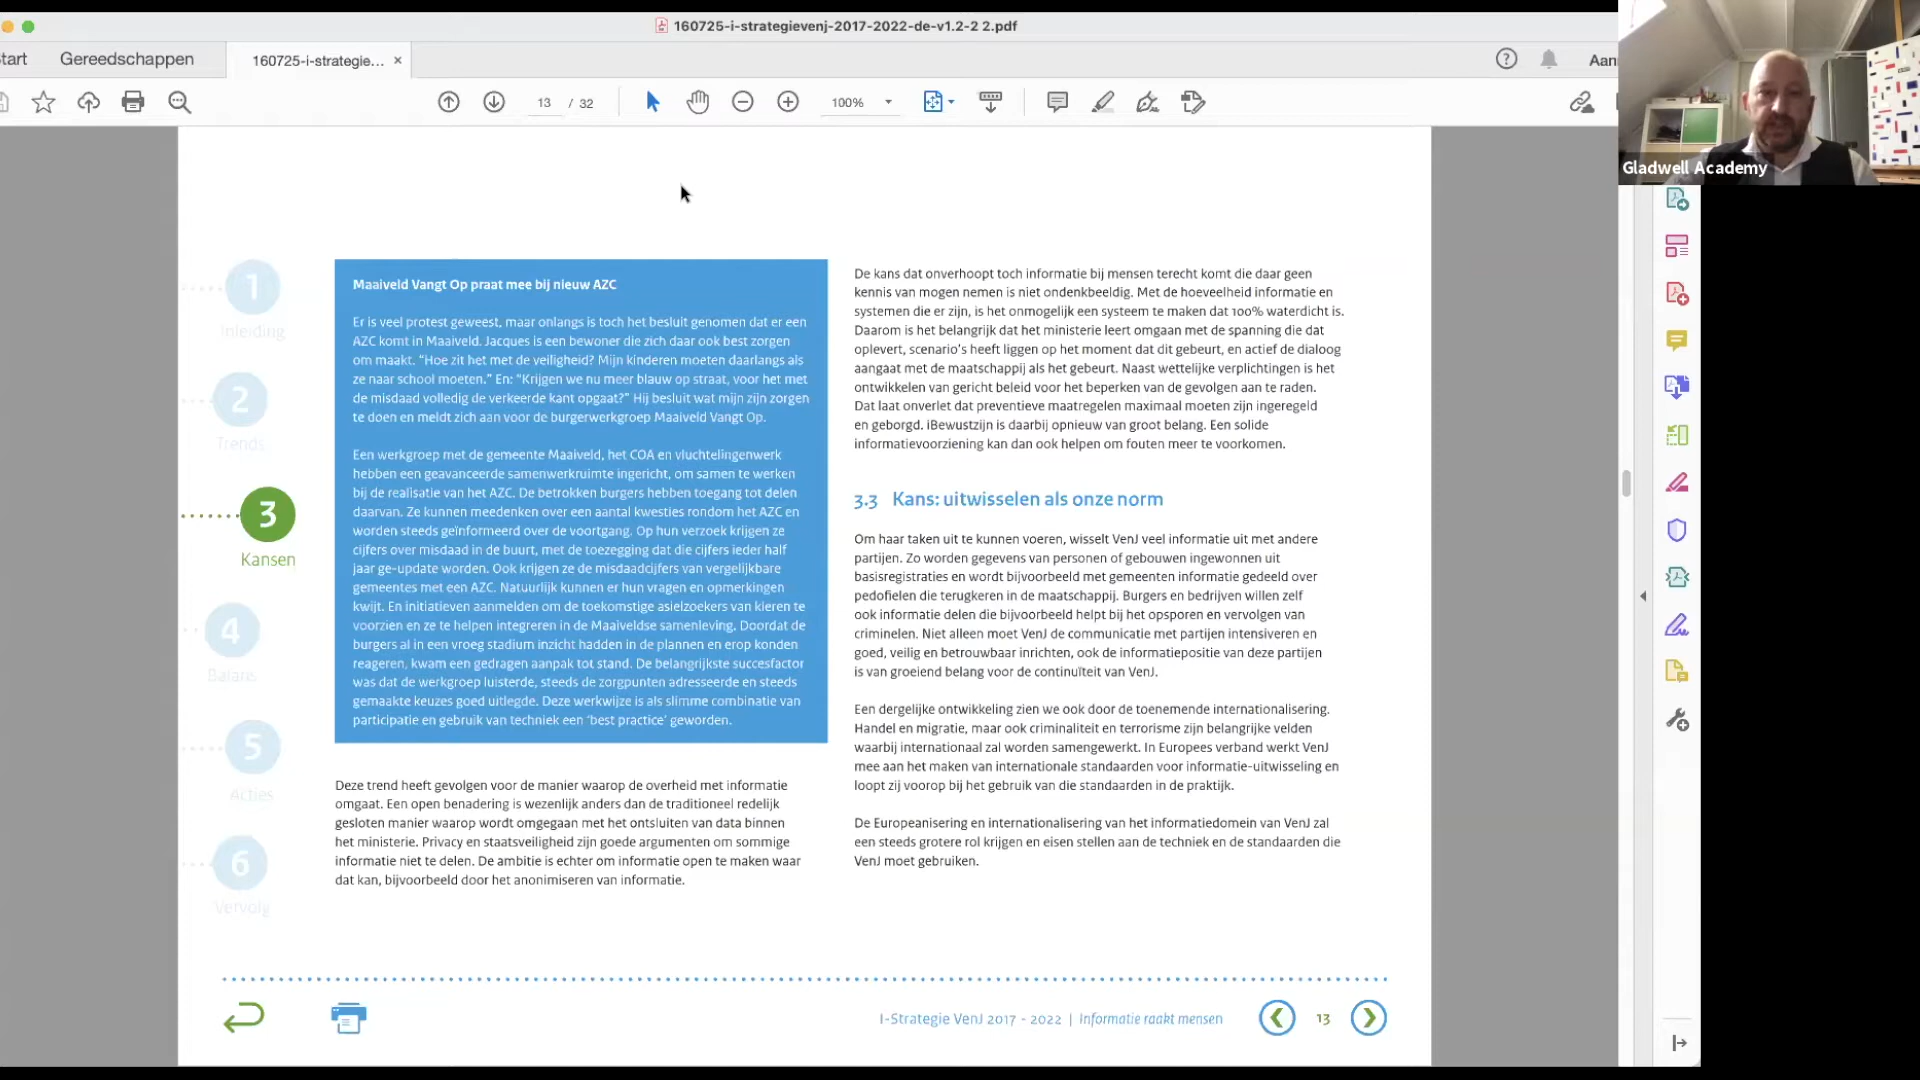 160725-i-strategievenj-2017-2022-de-v1.2-2 2.pdf
tart
Gereedschappen
160725-i-strategie...
Aan
13 / 32
100%
Gladwell Academy
1
Inleiding
2
Trends
3
Kansen
4
Balans
5
Acties
6
Vervolg
Maaiveld Vangt Op praat mee bij nieuw AZC
Er is veel protest geweest, maar onlangs is toch het besluit genomen dat er een
AZC komt in Maaiveld. Jacques is een bewoner die zich daar ook best zorgen
om maakt. “Hoe zit het met de veiligheid? Mijn kinderen moeten daarlangs als
ze naar school moeten.” En: “Krijgen we nu meer blauw op straat, voor het met
de misdaad volledig de verkeerde kant opgaat?” Hij besluit wat mijn zijn zorgen
te doen en meldt zich aan voor de burgerwerkgroep Maaiveld Vangt Op.
Een werkgroep met de gemeente Maaiveld, het COA en vluchtelingenwerk
hebben een geavanceerde samenwerkruimte ingericht, om samen te werken
bij de realisatie van het AZC. De betrokken burgers hebben toegang tot delen
daarvan. Ze kunnen meedenken over een aantal kwesties rondom het AZC en
worden steeds geïnformeerd over de voortgang. Op hun verzoek krijgen ze
cijfers over misdaad in de buurt, met de toezegging dat die cijfers ieder half
jaar ge-update worden. Ook krijgen ze de misdaadcijfers van vergelijkbare
gemeentes met een AZC. Natuurlijk kunnen er hun vragen en opmerkingen
kwijt. En initiatieven aanmelden om de toekomstige asielzoekers van kleren te
voorzien en ze te helpen integreren in de Maaiveldse samenleving. Doordat de
burgers al in een vroeg stadium inzicht hadden in de plannen en erop konden
reageren, kwam een gedragen aanpak tot stand. De belangrijkste succesfactor
was dat de werkgroep luisterde, steeds de zorgpunten adresseerde en steeds
gemaakte keuzes goed uitlegde. Deze werkwijze is als slimme combinatie van
participatie en gebruik van techniek een ‘best practice’ geworden.
Deze trend heeft gevolgen voor de manier waarop de overheid met informatie
omgaat. Een open benadering is wezenlijk anders dan de traditioneel redelijk
gesloten manier waarop wordt omgegaan met het ontsluiten van data binnen
het ministerie. Privacy en staatsveiligheid zijn goede argumenten om sommige
informatie niet te delen. De ambitie is echter om informatie open te maken waar
dat kan, bijvoorbeeld door het anonimiseren van informatie.
De kans dat onverhoopt toch informatie bij mensen terecht komt die daar geen
kennis van mogen nemen is niet ondenkbeeldig. Met de hoeveelheid informatie en
systemen die er zijn, is het onmogelijk een systeem te maken dat 100% waterdicht is.
Daarom is het belangrijk dat het ministerie leert omgaan met de spanning die dat
oplevert, scenario’s heeft liggen op het moment dat dit gebeurt, en actief de dialoog
aangaat met de maatschappij als het gebeurt. Naast wettelijke verplichtingen is het
ontwikkelen van gericht beleid voor het beperken van de gevolgen aan te raden.
Dat laat onverlet dat preventieve maatregelen maximaal moeten zijn ingeregeld
en geborgd. iBewustzijn is daarbij opnieuw van groot belang. Een solide
informatievoorziening kan dan ook helpen om fouten meer te voorkomen.
3.3 Kans: uitwisselen als onze norm
Om haar taken uit te kunnen voeren, wisselt VenJ veel informatie uit met andere
partijen. Zo worden gegevens van personen of gebouwen ingewonnen uit
basisregistraties en wordt bijvoorbeeld met gemeenten informatie gedeeld over
pedofielen die terugkeren in de maatschappij. Burgers en bedrijven willen zelf
ook informatie delen die bijvoorbeeld helpt bij het opsporen en vervolgen van
criminelen. Niet alleen moet VenJ de communicatie met partijen intensiveren en
goed, veilig en betrouwbaar inrichten, ook de informatiepositie van deze partijen
is van groeiend belang voor de continuïteit van VenJ.
Een dergelijke ontwikkeling zien we ook door de toenemende internationalisering.
Handel en migratie, maar ook criminaliteit en terrorisme zijn belangrijke velden
waarbij internationaal zal worden samengewerkt. In Europees verband werkt VenJ
mee aan het maken van internationale standaarden voor informatie-uitwisseling en
loopt zij voorop bij het gebruik van die standaarden in de praktijk.
De Europeanisering en internationalisering van het informatiedomein van VenJ zal
een steeds grotere rol krijgen en eisen stellen aan de techniek en de standaarden die
VenJ moet gebruiken.
I-Strategie VenJ 2017 - 2022 | Informatie raakt mensen
13